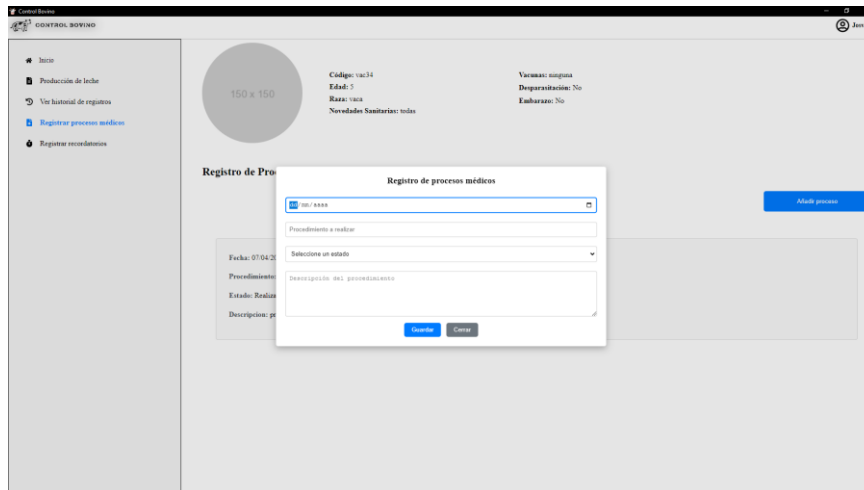 Control Bovino
CONTROL BOVINO
Inicio
Producción de leche
Ver historial de registros
Registrar procesos médicos
Registrar recordatorios
150 x 150
Código: vac34
Edad: 5
Raza: vaca
Novedades Sanitarias: todas
Vacunas: ninguna
Desparasitación: No
Embarazo: No
Registro de Pro
Añadir proceso
Fecha: 07/04/20
Procedimiento:
Estado: Realiza
Descripcion: pr
Registro de procesos médicos
dd/mm/aaaa
Procedimiento a realizar
Seleccione un estado
Descripción del procedimiento
Guardar
Cerrar